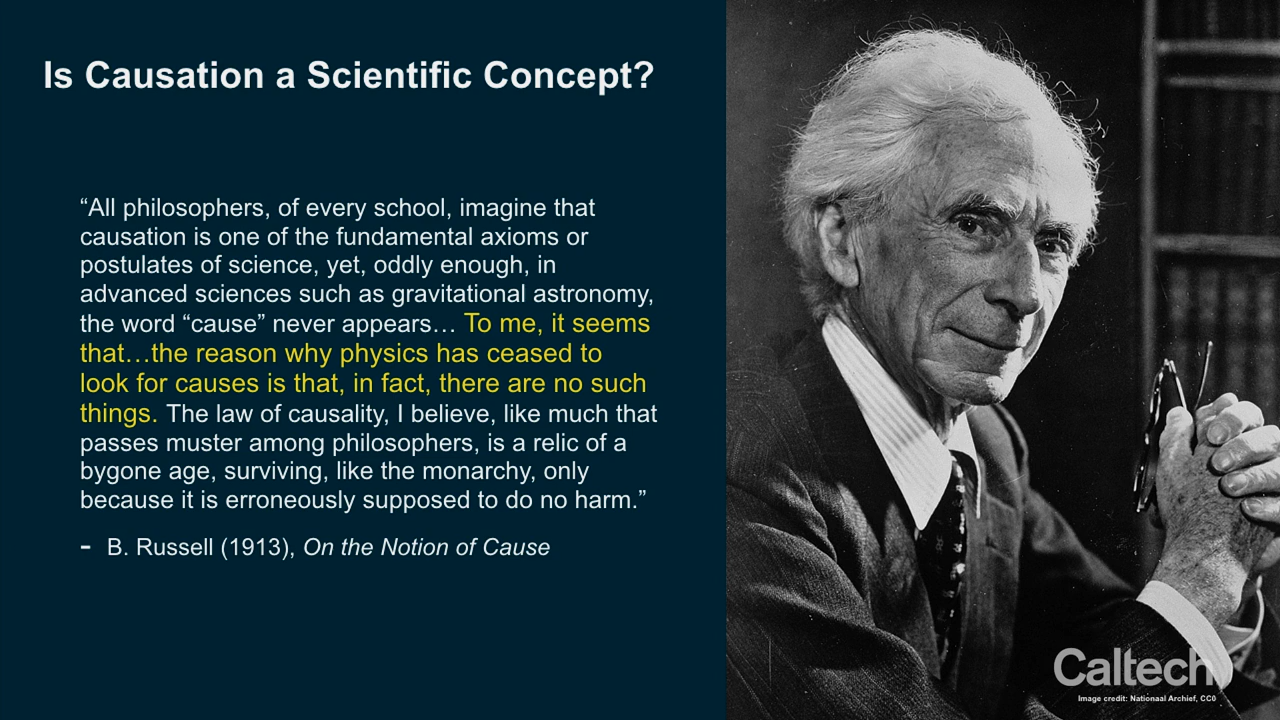 Is Causation a Scientific Concept?
“All philosophers, of every school, imagine that
causation is one of the fundamental axioms or
postulates of science, yet, oddly enough, in
advanced sciences such as gravitational astronomy,
the word “cause” never appears… To me, it seems
that…the reason why physics has ceased to
look for causes is that, in fact, there are no such
things. The law of causality, I believe, like much that
passes muster among philosophers, is a relic of a
bygone age, surviving, like the monarchy, only
because it is erroneously supposed to do no harm.”
- B. Russell (1913), On the Notion of Cause
Caltech
Image credit: Nationaal Archief, CC0